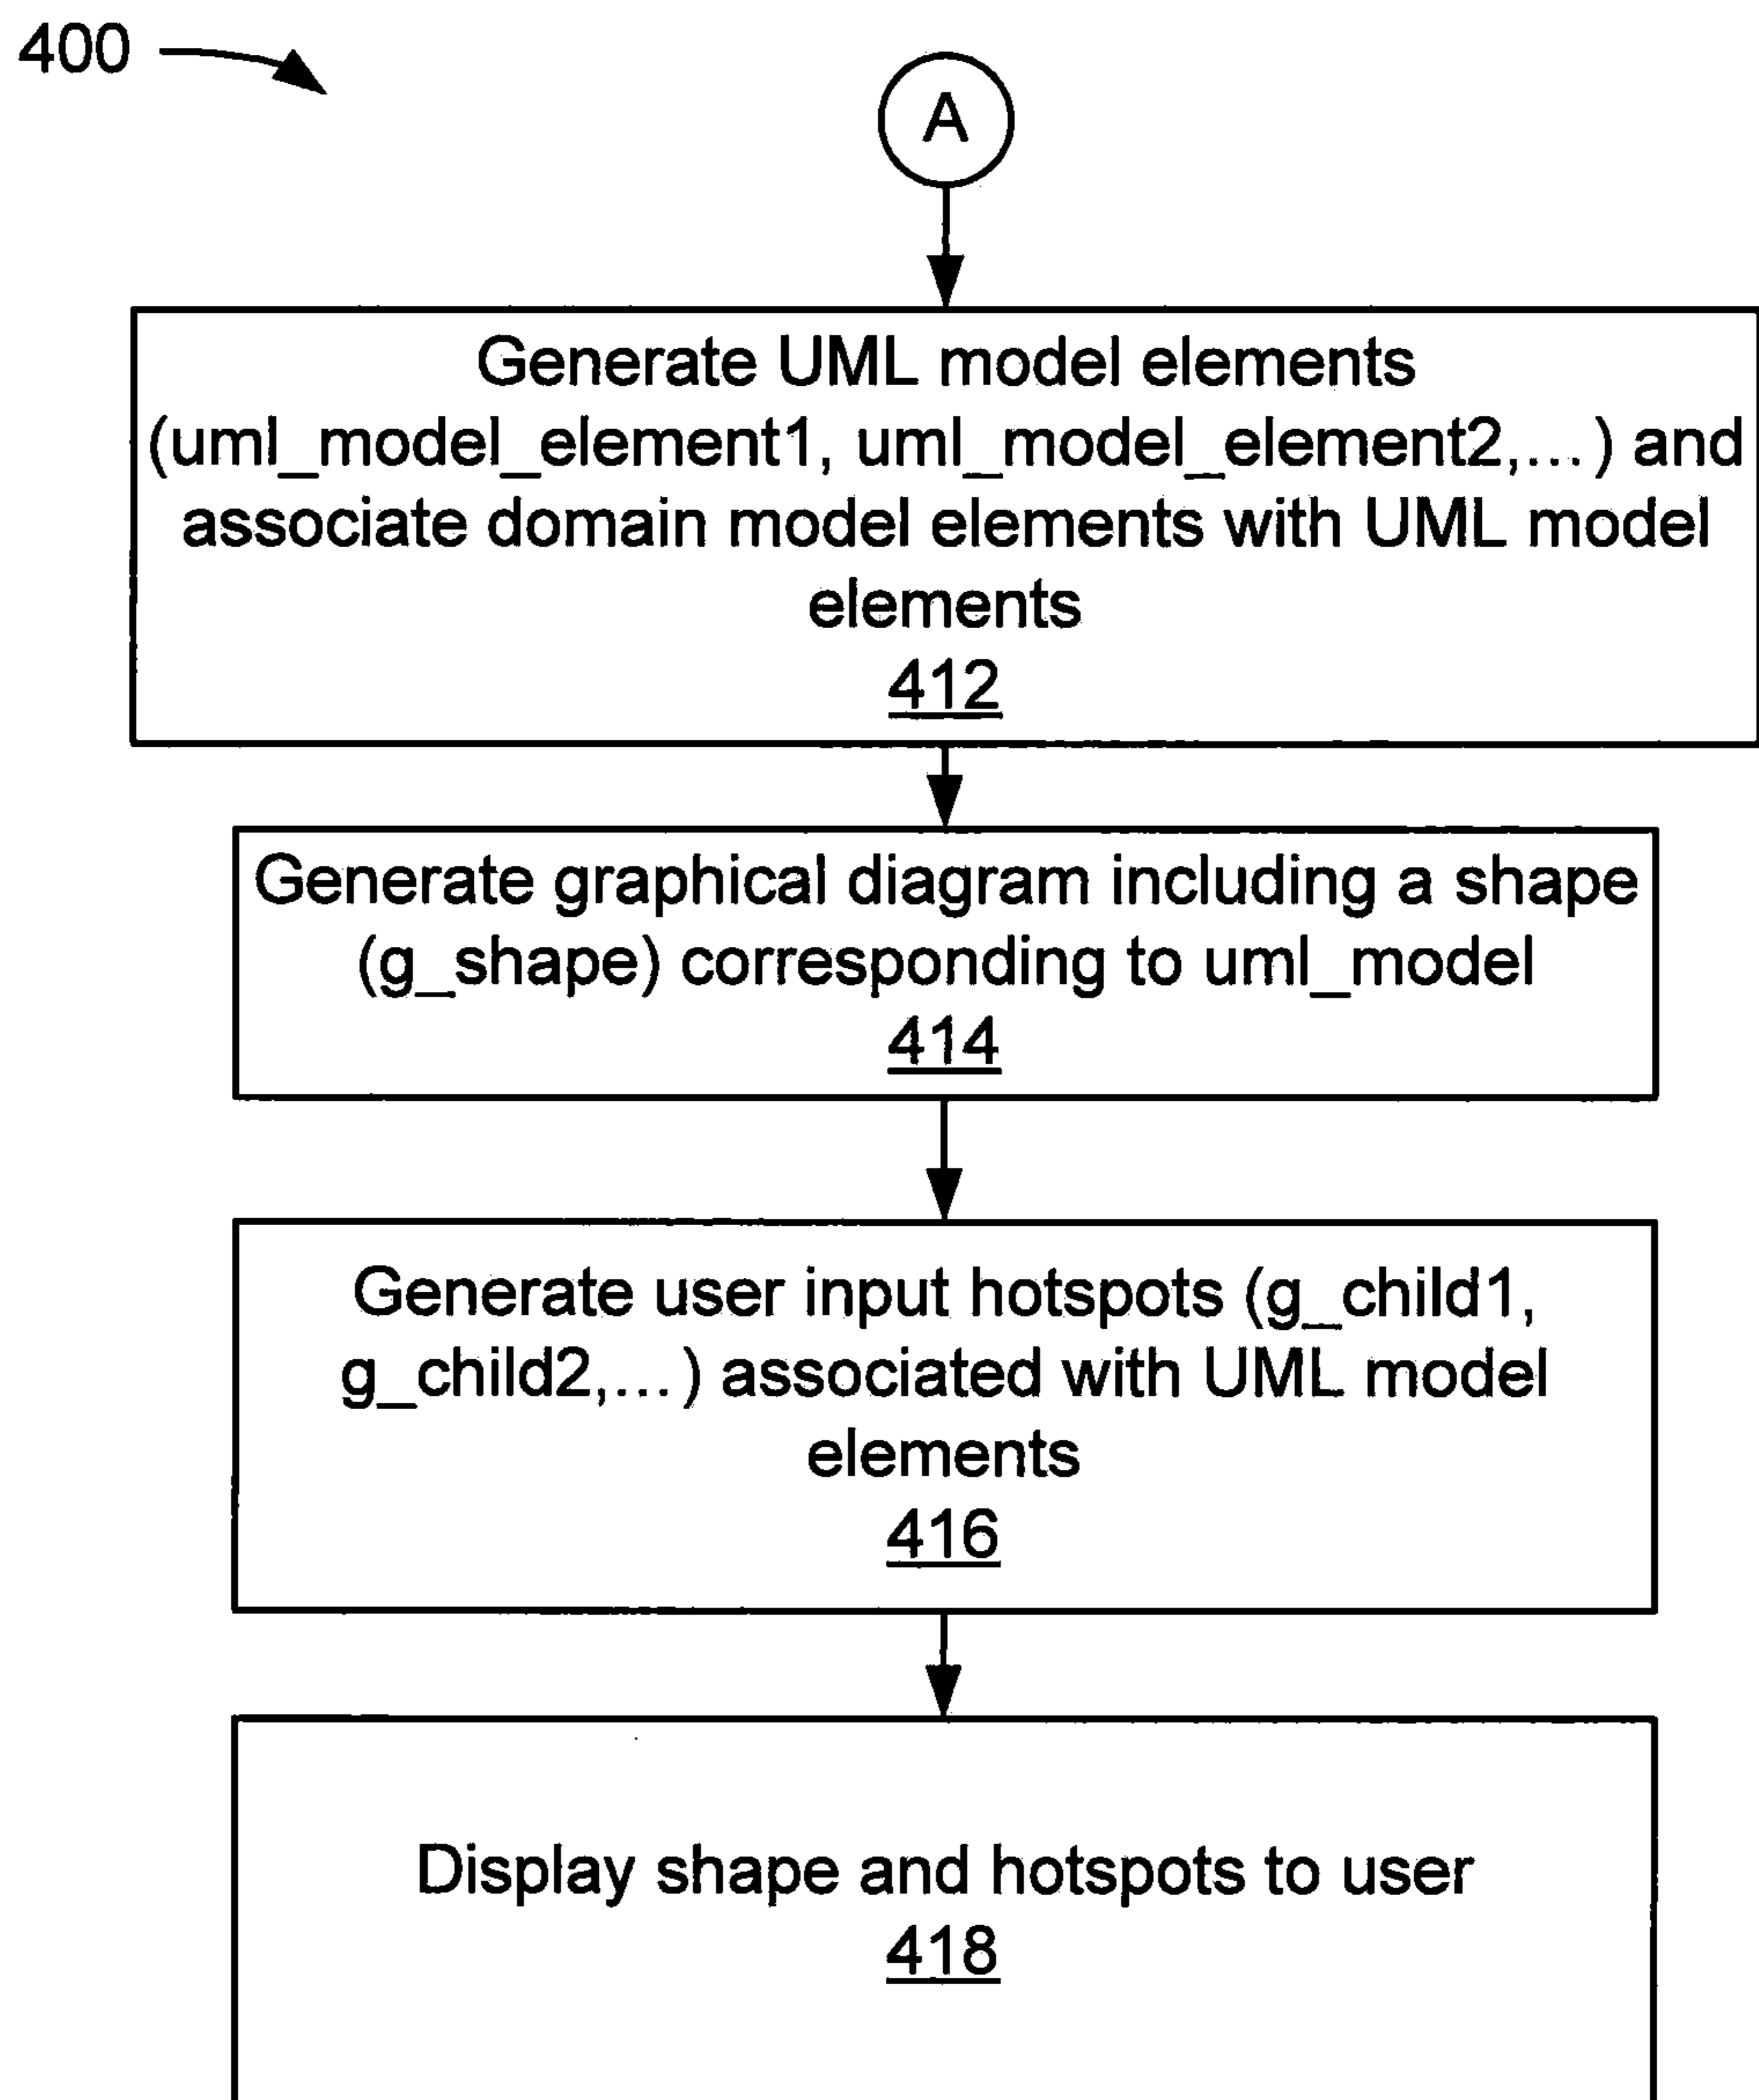 400
A
Generate UML model elements
(uml_model_element1, uml_model_element2,...) and
associate domain model elements with UML model
elements
412
Generate graphical diagram including a shape
(g_shape) corresponding to uml_model
414
Generate user input hotspots (g_child1,
g_child2,...) associated with UML model
elements
416
Display shape and hotspots to user
418